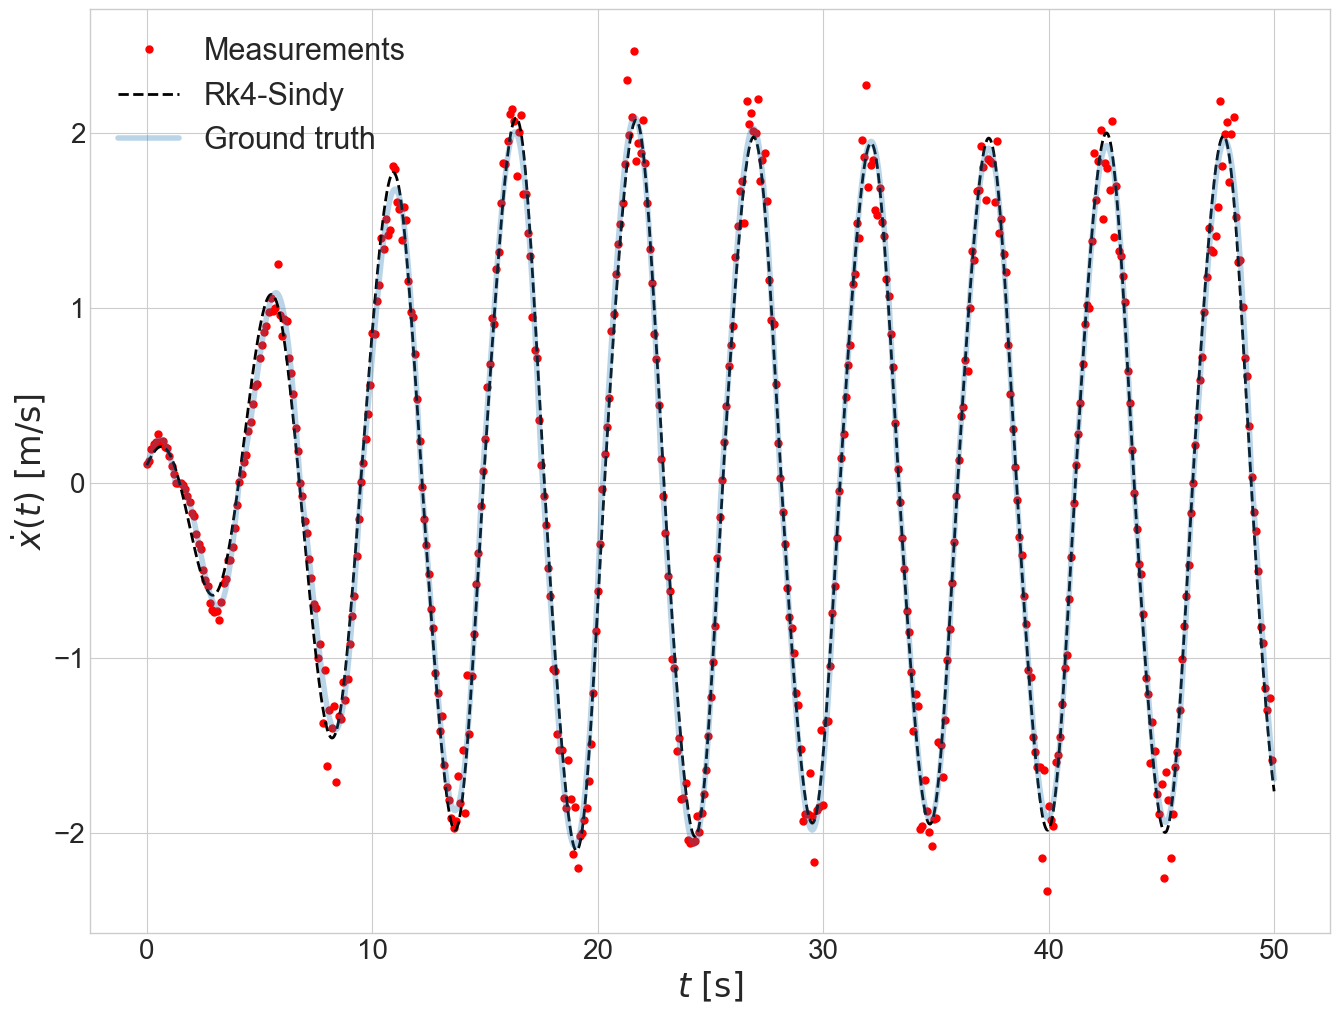 Measurements
Rk4-Sindy
Ground truth
2
1
0
−1
−2
ẋ(t) [m/s]
0 10 20 30 40 50
t [s]